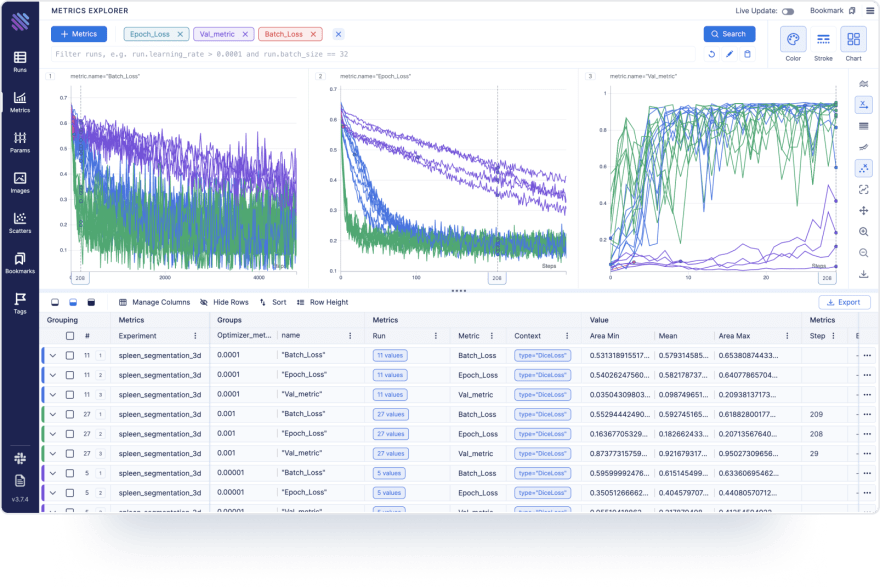 METRICS EXPLORER
Live Update:
Bookmark
+ Metrics
Epoch_Loss ×
Val_metric ×
Batch_Loss ×
×
Search
Filter runs, e.g. run.learning_rate > 0.0001 and run.batch_size == 32
Color
Stroke
Chart
Runs
Metrics
Params
Images
Scatters
Bookmarks
Tags
v3.7.4
1 metric.name="Batch_Loss"
0.7
0.6
0.5
0.4
0.3
0.2
0.1
208
2000
4000
Steps
2 metric.name="Epoch_Loss"
0.7
0.6
0.5
0.4
0.3
0.2
0.1
0
100
208
Steps
3 metric.name="Val_metric"
1
0.8
0.6
0.4
0.2
0
10
20
208
Steps
Manage Columns
Hide Rows
Sort
Row Height
Export
Grouping Metrics Groups Metrics Value Metrics
# Experiment Optimizer_met... name Run Metric Context Area Min Mean Area Max Step
11 1 spleen_segmentation_3d 0.0001 "Batch_Loss" 11 values Batch_Loss type="DiceLoss" 0.531318915517... 0.579314585... 0.65380874433...
11 2 spleen_segmentation_3d 0.0001 "Epoch_Loss" 11 values Epoch_Loss type="DiceLoss" 0.54026247560... 0.582178737... 0.64077865704...
11 3 spleen_segmentation_3d 0.0001 "Val_metric" 11 values Val_metric type="DiceLoss" 0.03504309803... 0.098749651... 0.20938137173...
27 1 spleen_segmentation_3d 0.001 "Batch_Loss" 27 values Batch_Loss type="DiceLoss" 0.55294442490... 0.592745165... 0.61882800177... 209
27 2 spleen_segmentation_3d 0.001 "Epoch_Loss" 27 values Epoch_Loss type="DiceLoss" 0.16367705329... 0.182662433... 0.20713567640... 208
27 3 spleen_segmentation_3d 0.001 "Val_metric" 27 values Val_metric type="DiceLoss" 0.87377315759... 0.921679317... 0.95027309656... 29
5 1 spleen_segmentation_3d 0.00001 "Batch_Loss" 5 values Batch_Loss type="DiceLoss" 0.59599992476... 0.615145499... 0.63360695462...
5 2 spleen_segmentation_3d 0.00001 "Epoch_Loss" 5 values Epoch_Loss type="DiceLoss" 0.35051266662... 0.404579707... 0.44080570712...